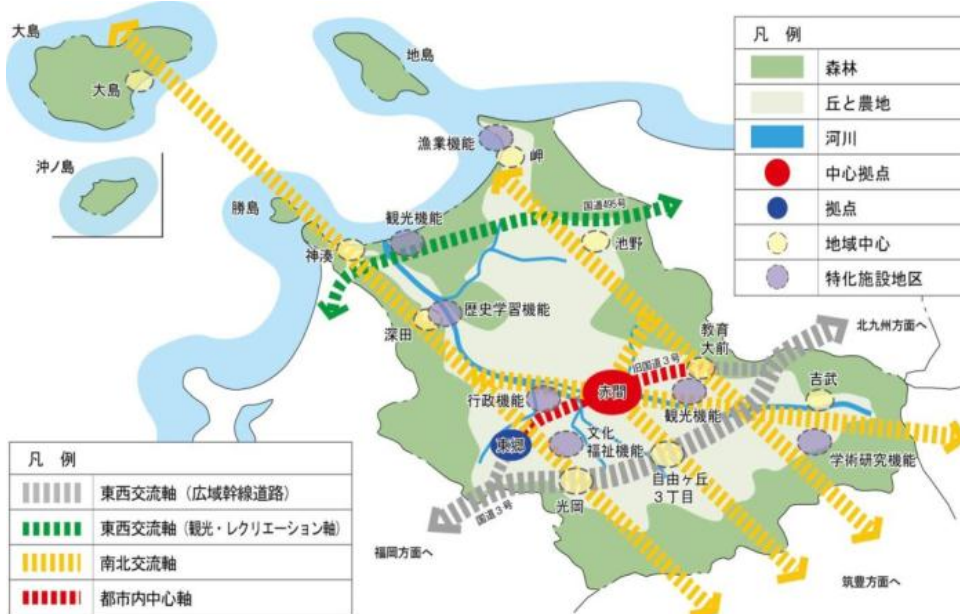 大島
大島
地島
沖ノ島
勝島
漁業機能
岬
観光機能
国道495号
神湊
池野
歴史学習機能
深田
教育
大前
北九州方面へ
旧国道3号
赤間
吉武
行政機能
観光機能
東郷
文化
福祉機能
学術研究機能
自由ヶ丘
3丁目
光岡
国道3号
福岡方面へ
筑豊方面へ
凡 例
森林
丘と農地
河川
中心拠点
拠点
地域中心
特化施設地区
凡 例
東西交流軸(広域幹線道路)
東西交流軸(観光・レクリエーション軸)
南北交流軸
都市内中心軸